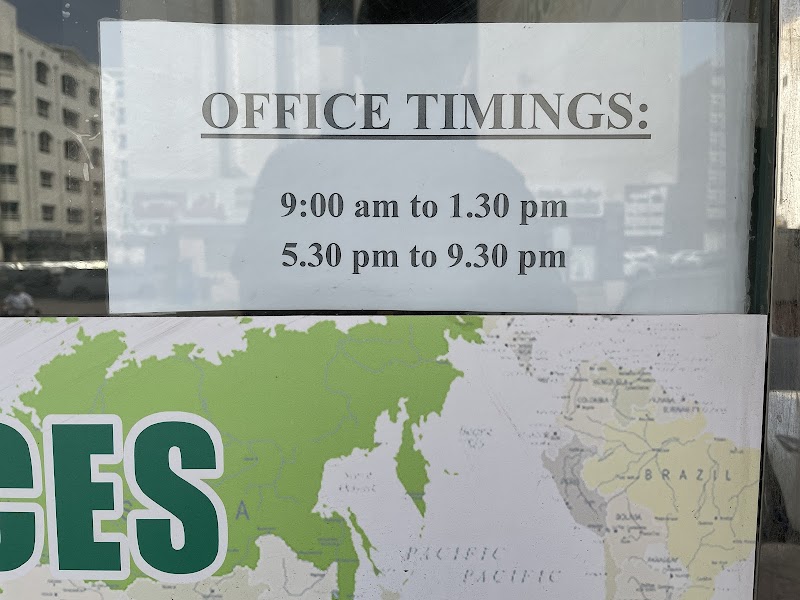 OFFICE TIMINGS:
9:00 am to 1.30 pm
5.30 pm to 9.30 pm
CES
A
BRAZIL
PACIFIC
PACIFIC